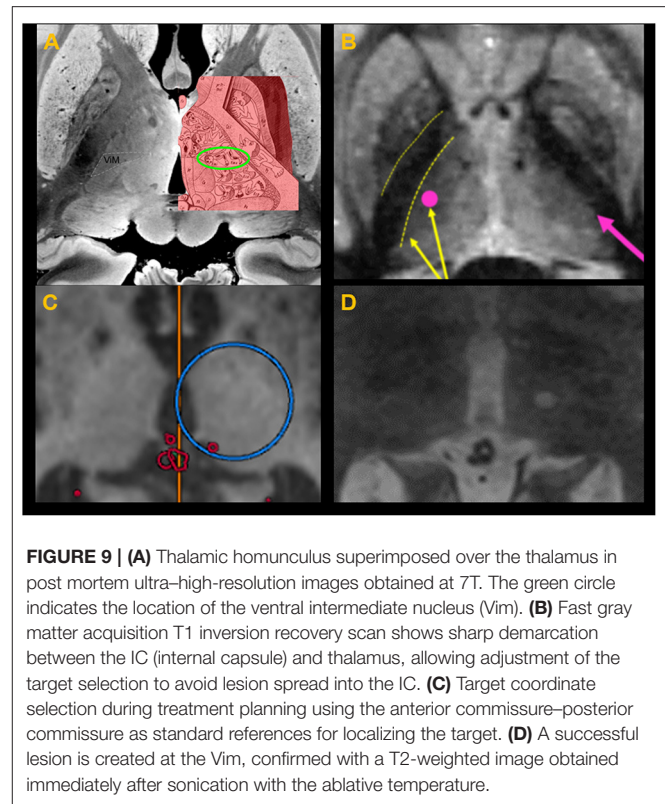 A
B
ViM
C
D
FIGURE 9 | (A) Thalamic homunculus superimposed over the thalamus in
post mortem ultra–high-resolution images obtained at 7T. The green circle
indicates the location of the ventral intermediate nucleus (Vim). (B) Fast gray
matter acquisition T1 inversion recovery scan shows sharp demarcation
between the IC (internal capsule) and thalamus, allowing adjustment of the
target selection to avoid lesion spread into the IC. (C) Target coordinate
selection during treatment planning using the anterior commissure–posterior
commissure as standard references for localizing the target. (D) A successful
lesion is created at the Vim, confirmed with a T2-weighted image obtained
immediately after sonication with the ablative temperature.